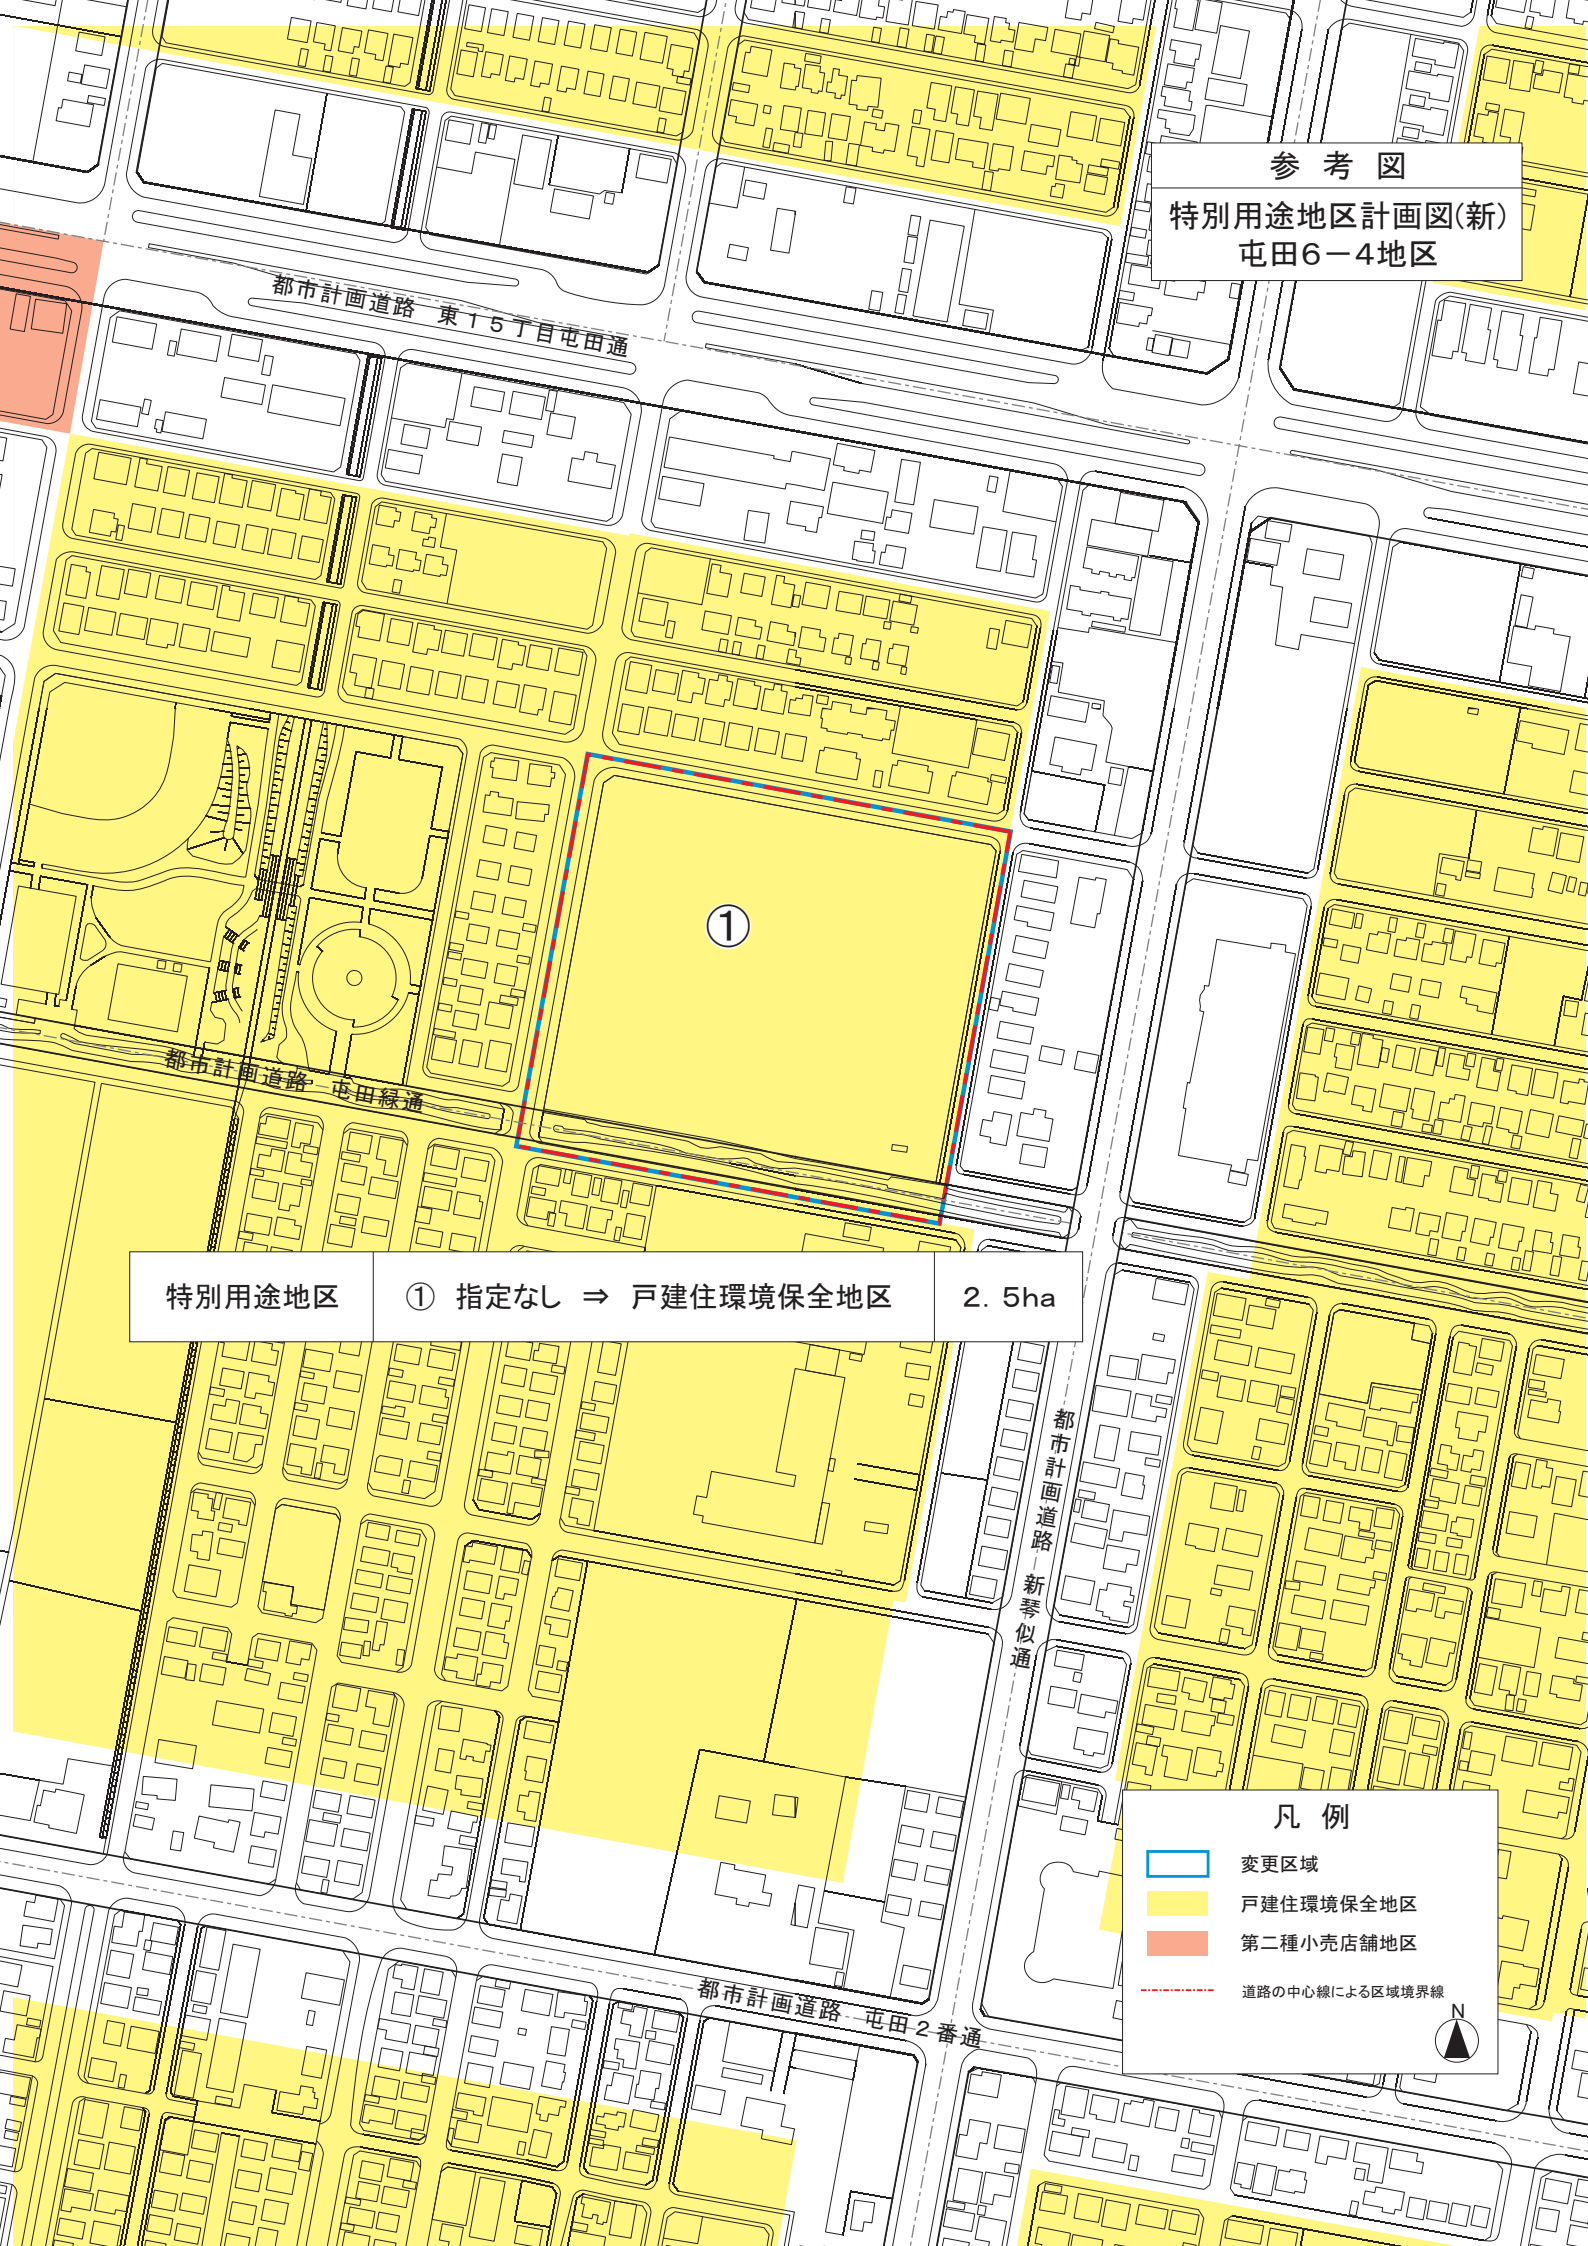 参 考 図
特別用途地区計画図(新)
屯田6－4地区
都市計画道路　東１５丁目屯田通
①
都市計画道路　屯田緑通
特別用途地区　①　指定なし　⇒　戸建住環境保全地区　2．5ha
都市計画道路　新琴似通
都市計画道路　屯田２番通
凡 例
変更区域
戸建住環境保全地区
第二種小売店舗地区
道路の中心線による区域境界線
N